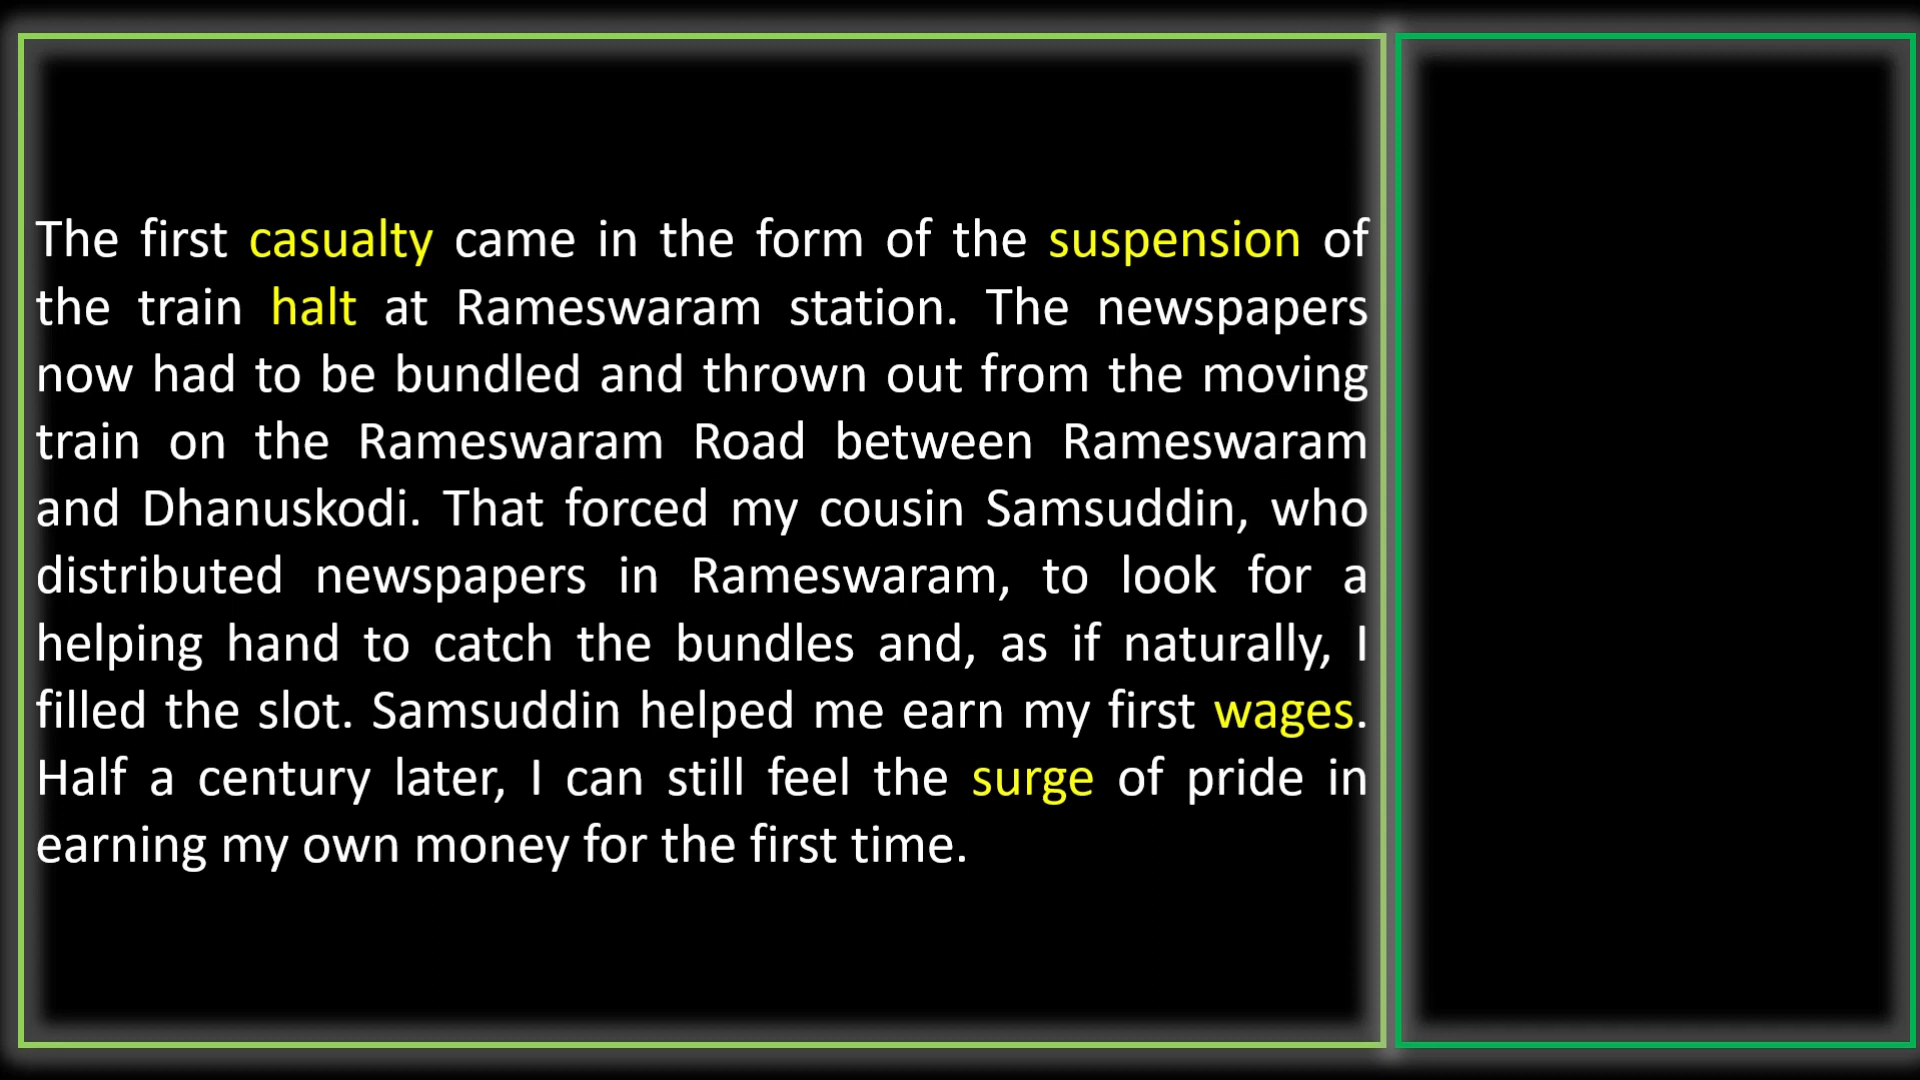 The first casualty came in the form of the suspension of
the train halt at Rameswaram station. The newspapers
now had to be bundled and thrown out from the moving
train on the Rameswaram Road between Rameswaram
and Dhanuskodi. That forced my cousin Samsuddin, who
distributed newspapers in Rameswaram, to look for a
helping hand to catch the bundles and, as if naturally, I
filled the slot. Samsuddin helped me earn my first wages.
Half a century later, I can still feel the surge of pride in
earning my own money for the first time.